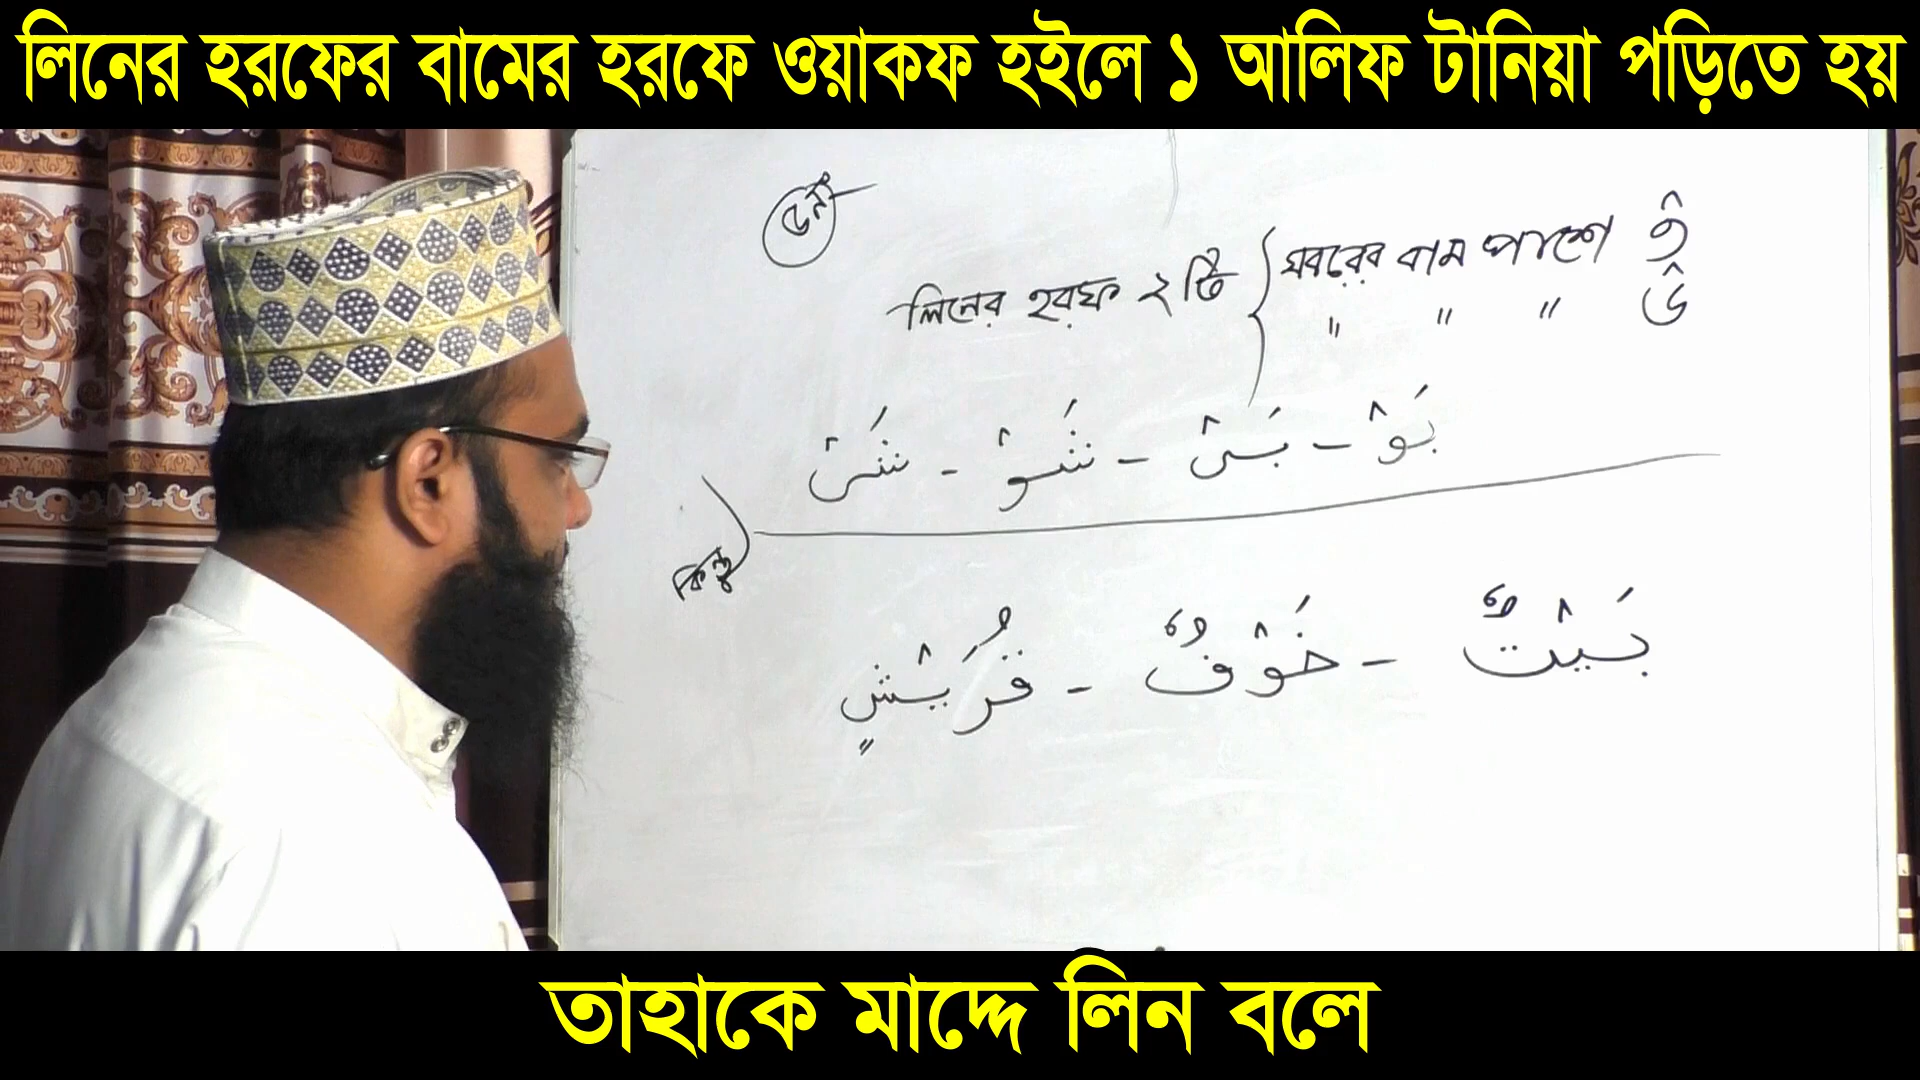 লিনের হরফের বামের হরফে ওয়াকফ হইলে ১ আলিফ টানিয়া পড়িতে হয়
লিনের হরফ ২টি { যবরের বাম পাশে وْ
" " " یْ
بَوْ - بَىْ - شَوْ - شَىْ
কিন্তু
بَيْتٌ - خَوْفٌ - قُرَيْشٍ
তাহাকে মাদ্দে লিন বলে